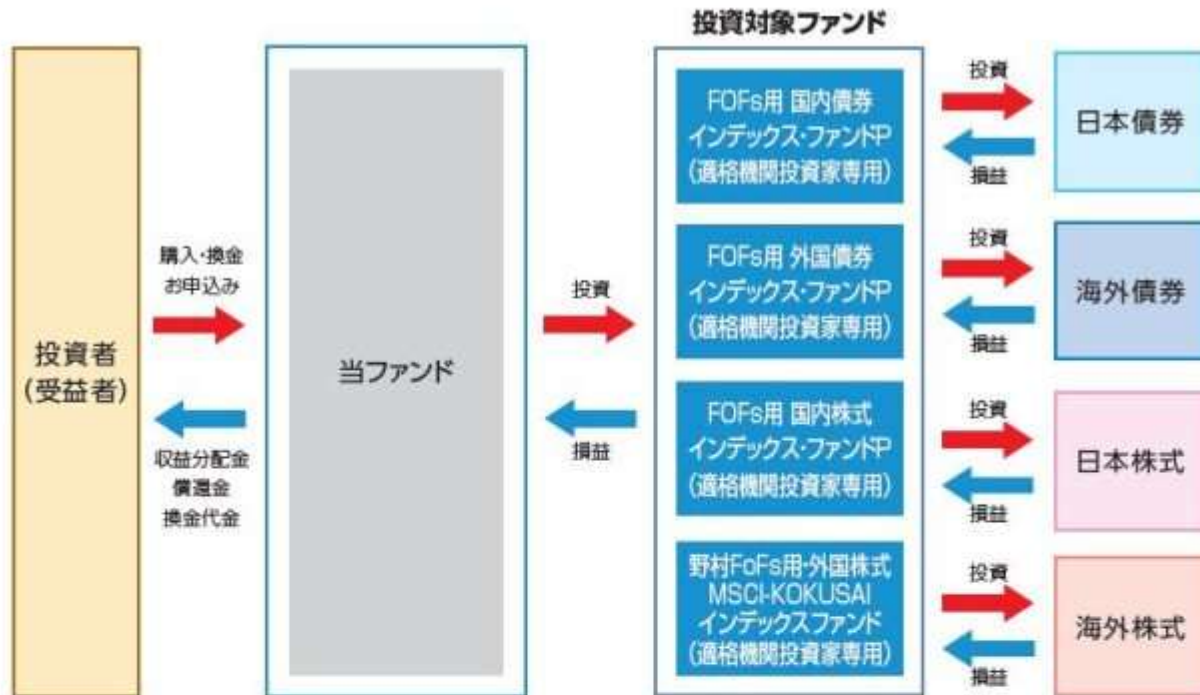 投資対象ファンド
投資者
(受益者)
購入・換金
お申込み
収益分配金
償還金
換金代金
当ファンド
投資
損益
FOFs用 国内債券
インデックス・ファンドP
(適格機関投資家専用)
投資
損益
日本債券
FOFs用 外国債券
インデックス・ファンドP
(適格機関投資家専用)
投資
損益
海外債券
FOFs用 国内株式
インデックス・ファンドP
(適格機関投資家専用)
投資
損益
日本株式
野村FoFs用・外国株式
MSCI-KOKUSAI
インデックスファンド
(適格機関投資家専用)
投資
損益
海外株式